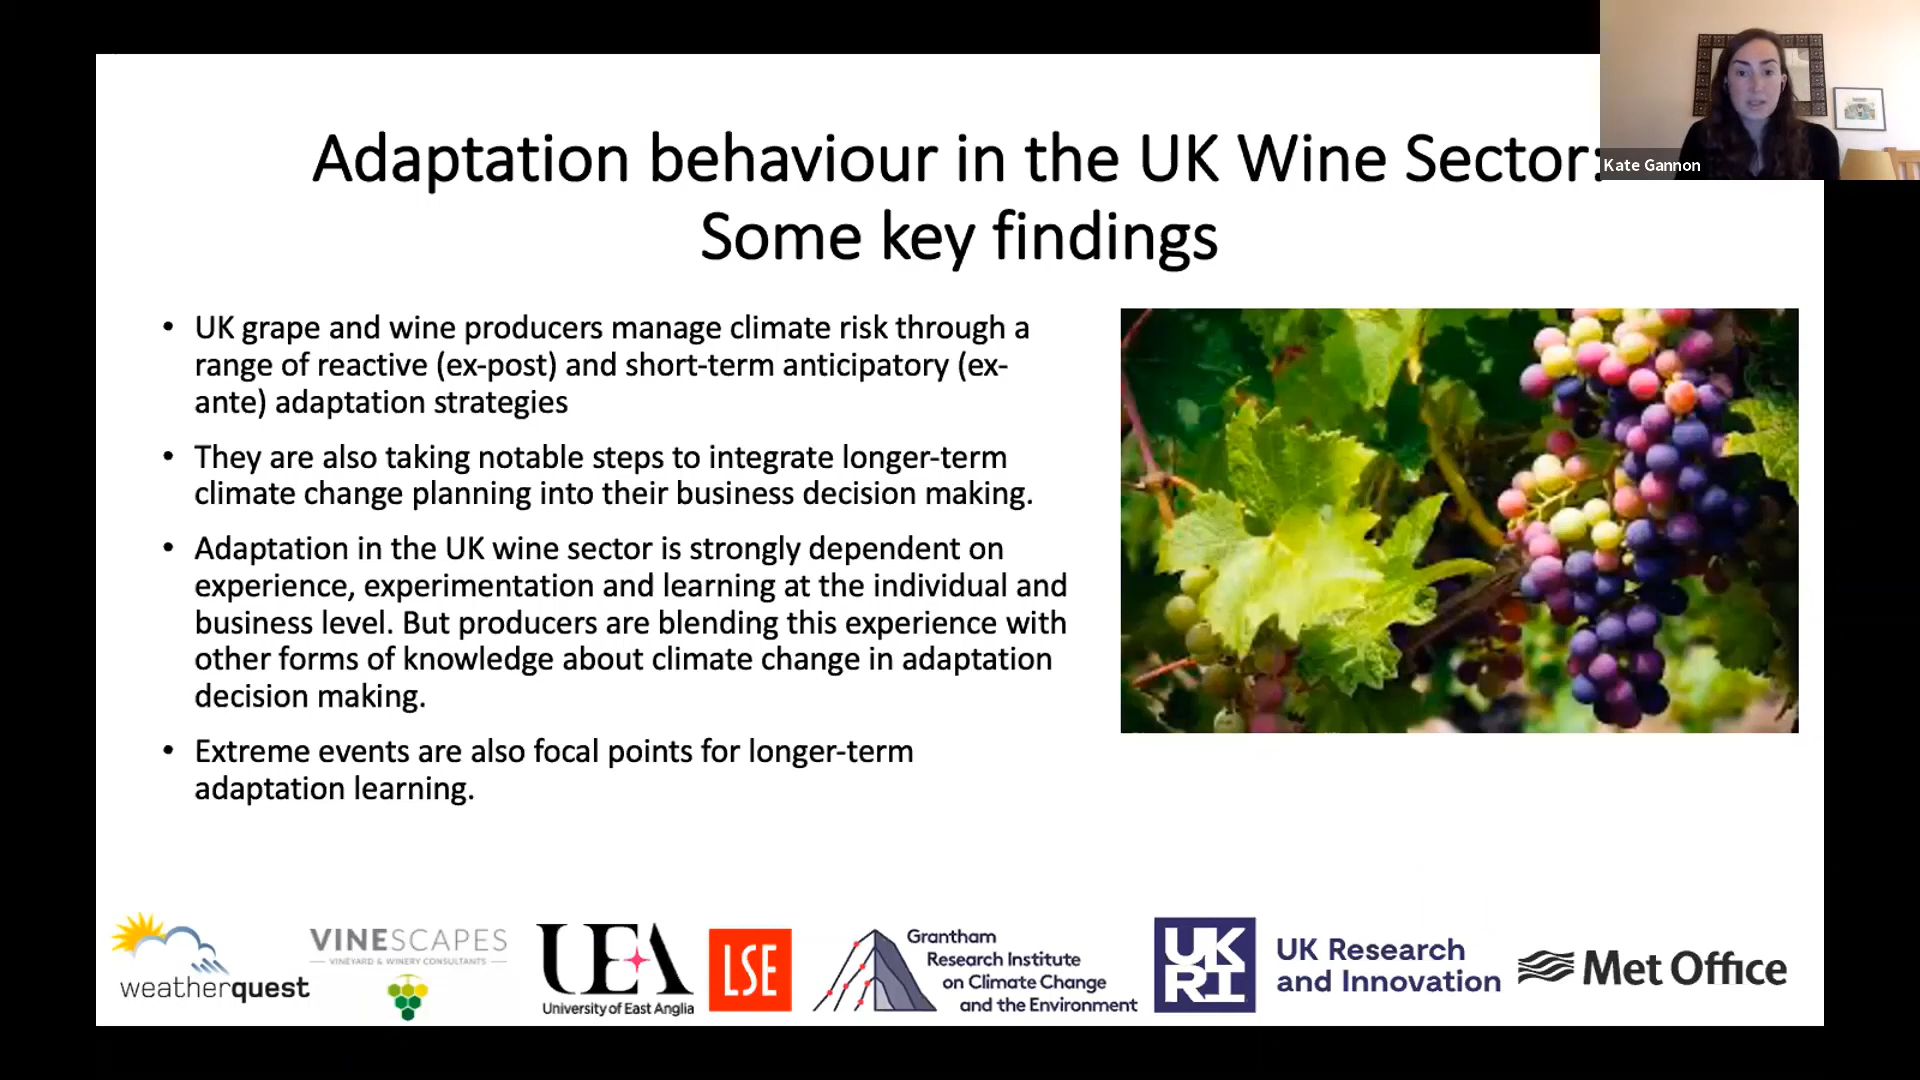 Adaptation behaviour in the UK Wine Sector:
Some key findings
Kate Gannon
• UK grape and wine producers manage climate risk through a
range of reactive (ex-post) and short-term anticipatory (ex-
ante) adaptation strategies
• They are also taking notable steps to integrate longer-term
climate change planning into their business decision making.
• Adaptation in the UK wine sector is strongly dependent on
experience, experimentation and learning at the individual and
business level. But producers are blending this experience with
other forms of knowledge about climate change in adaptation
decision making.
• Extreme events are also focal points for longer-term
adaptation learning.
weatherquest
VINESCAPES
VINEYARD & WINERY CONSULTANTS
UEA
University of East Anglia
LSE
Grantham
Research Institute
on Climate Change
and the Environment
UK
RI
UK Research
and Innovation
Met Office